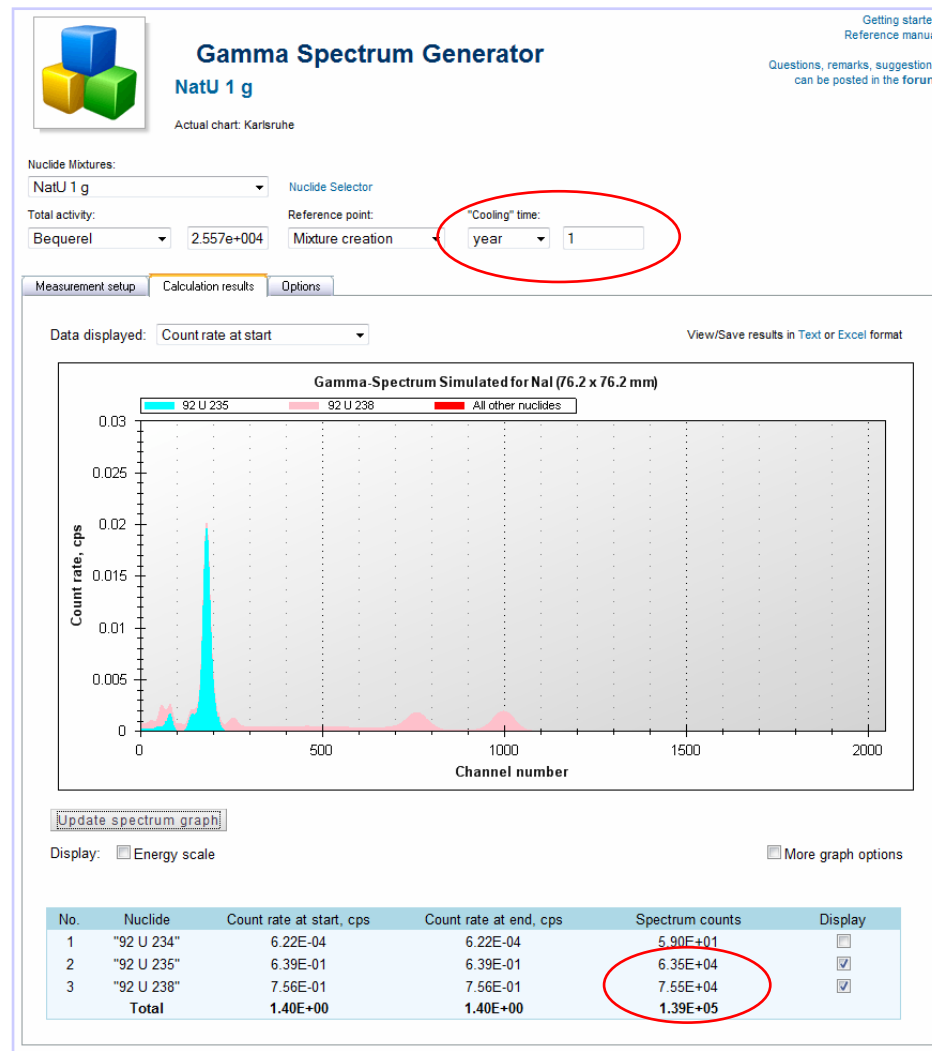 Getting starte
Reference manua
Gamma Spectrum Generator
Questions, remarks, suggestion
can be posted in the forun
NatU 1 g
Actual chart: Karlsruhe
Nuclide Mixtures:
NatU 1 g Nuclide Selector
Total activity: Reference point: "Cooling" time:
Bequerel 2.557e+004 Mixture creation year 1
Measurement setup Calculation results Options
Data displayed: Count rate at start View/Save results in Text or Excel format
Gamma-Spectrum Simulated for NaI (76.2 x 76.2 mm)
92 U 235 92 U 238 All other nuclides
0.03
0.025
0.02
0.015
0.01
0.005
0
Count rate, cps
0 500 1000 1500 2000
Channel number
Update spectrum graph
Display: Energy scale More graph options
No. Nuclide Count rate at start, cps Count rate at end, cps Spectrum counts Display
1 "92 U 234" 6.22E-04 6.22E-04 5.90E+01
2 "92 U 235" 6.39E-01 6.39E-01 6.35E+04
3 "92 U 238" 7.56E-01 7.56E-01 7.55E+04
Total 1.40E+00 1.40E+00 1.39E+05